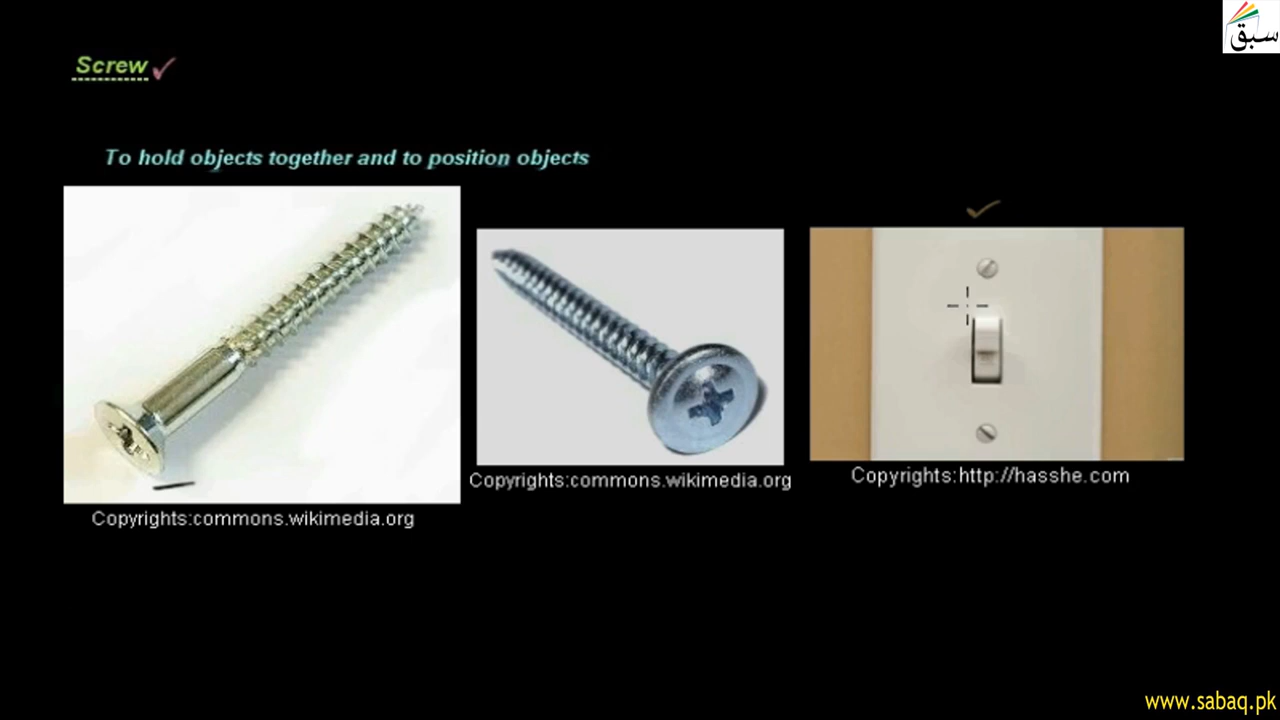 سبق
Screw
To hold objects together and to position objects
Copyrights:commons.wikimedia.org
Copyrights:commons.wikimedia.org
Copyrights:http://hasshe.com
www.sabaq.pk